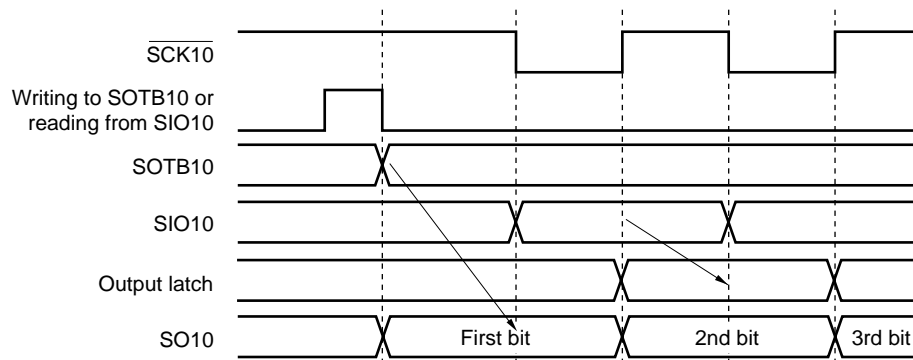 SCK10
Writing to SOTB10 or
reading from SIO10
SOTB10
SIO10
Output latch
SO10
First bit
2nd bit
3rd bit